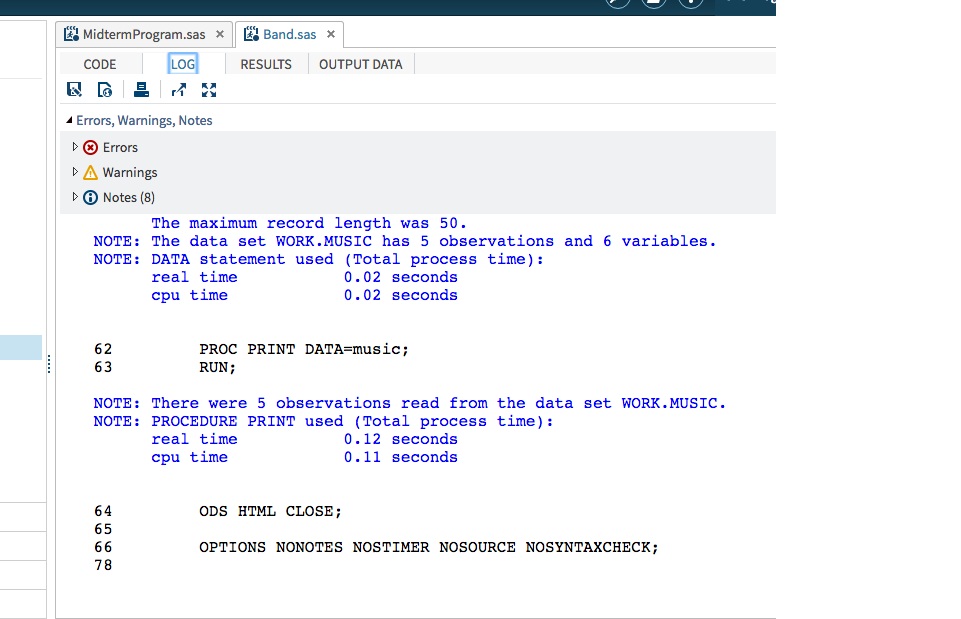 MidtermProgram.sas × Band.sas ×
CODE LOG RESULTS OUTPUT DATA
Errors, Warnings, Notes
Errors
Warnings
Notes (8)
The maximum record length was 50.
NOTE: The data set WORK.MUSIC has 5 observations and 6 variables.
NOTE: DATA statement used (Total process time):
real time 0.02 seconds
cpu time 0.02 seconds
62 PROC PRINT DATA=music;
63 RUN;
NOTE: There were 5 observations read from the data set WORK.MUSIC.
NOTE: PROCEDURE PRINT used (Total process time):
real time 0.12 seconds
cpu time 0.11 seconds
64 ODS HTML CLOSE;
65
66 OPTIONS NONOTES NOSTIMER NOSOURCE NOSYNTAXCHECK;
78